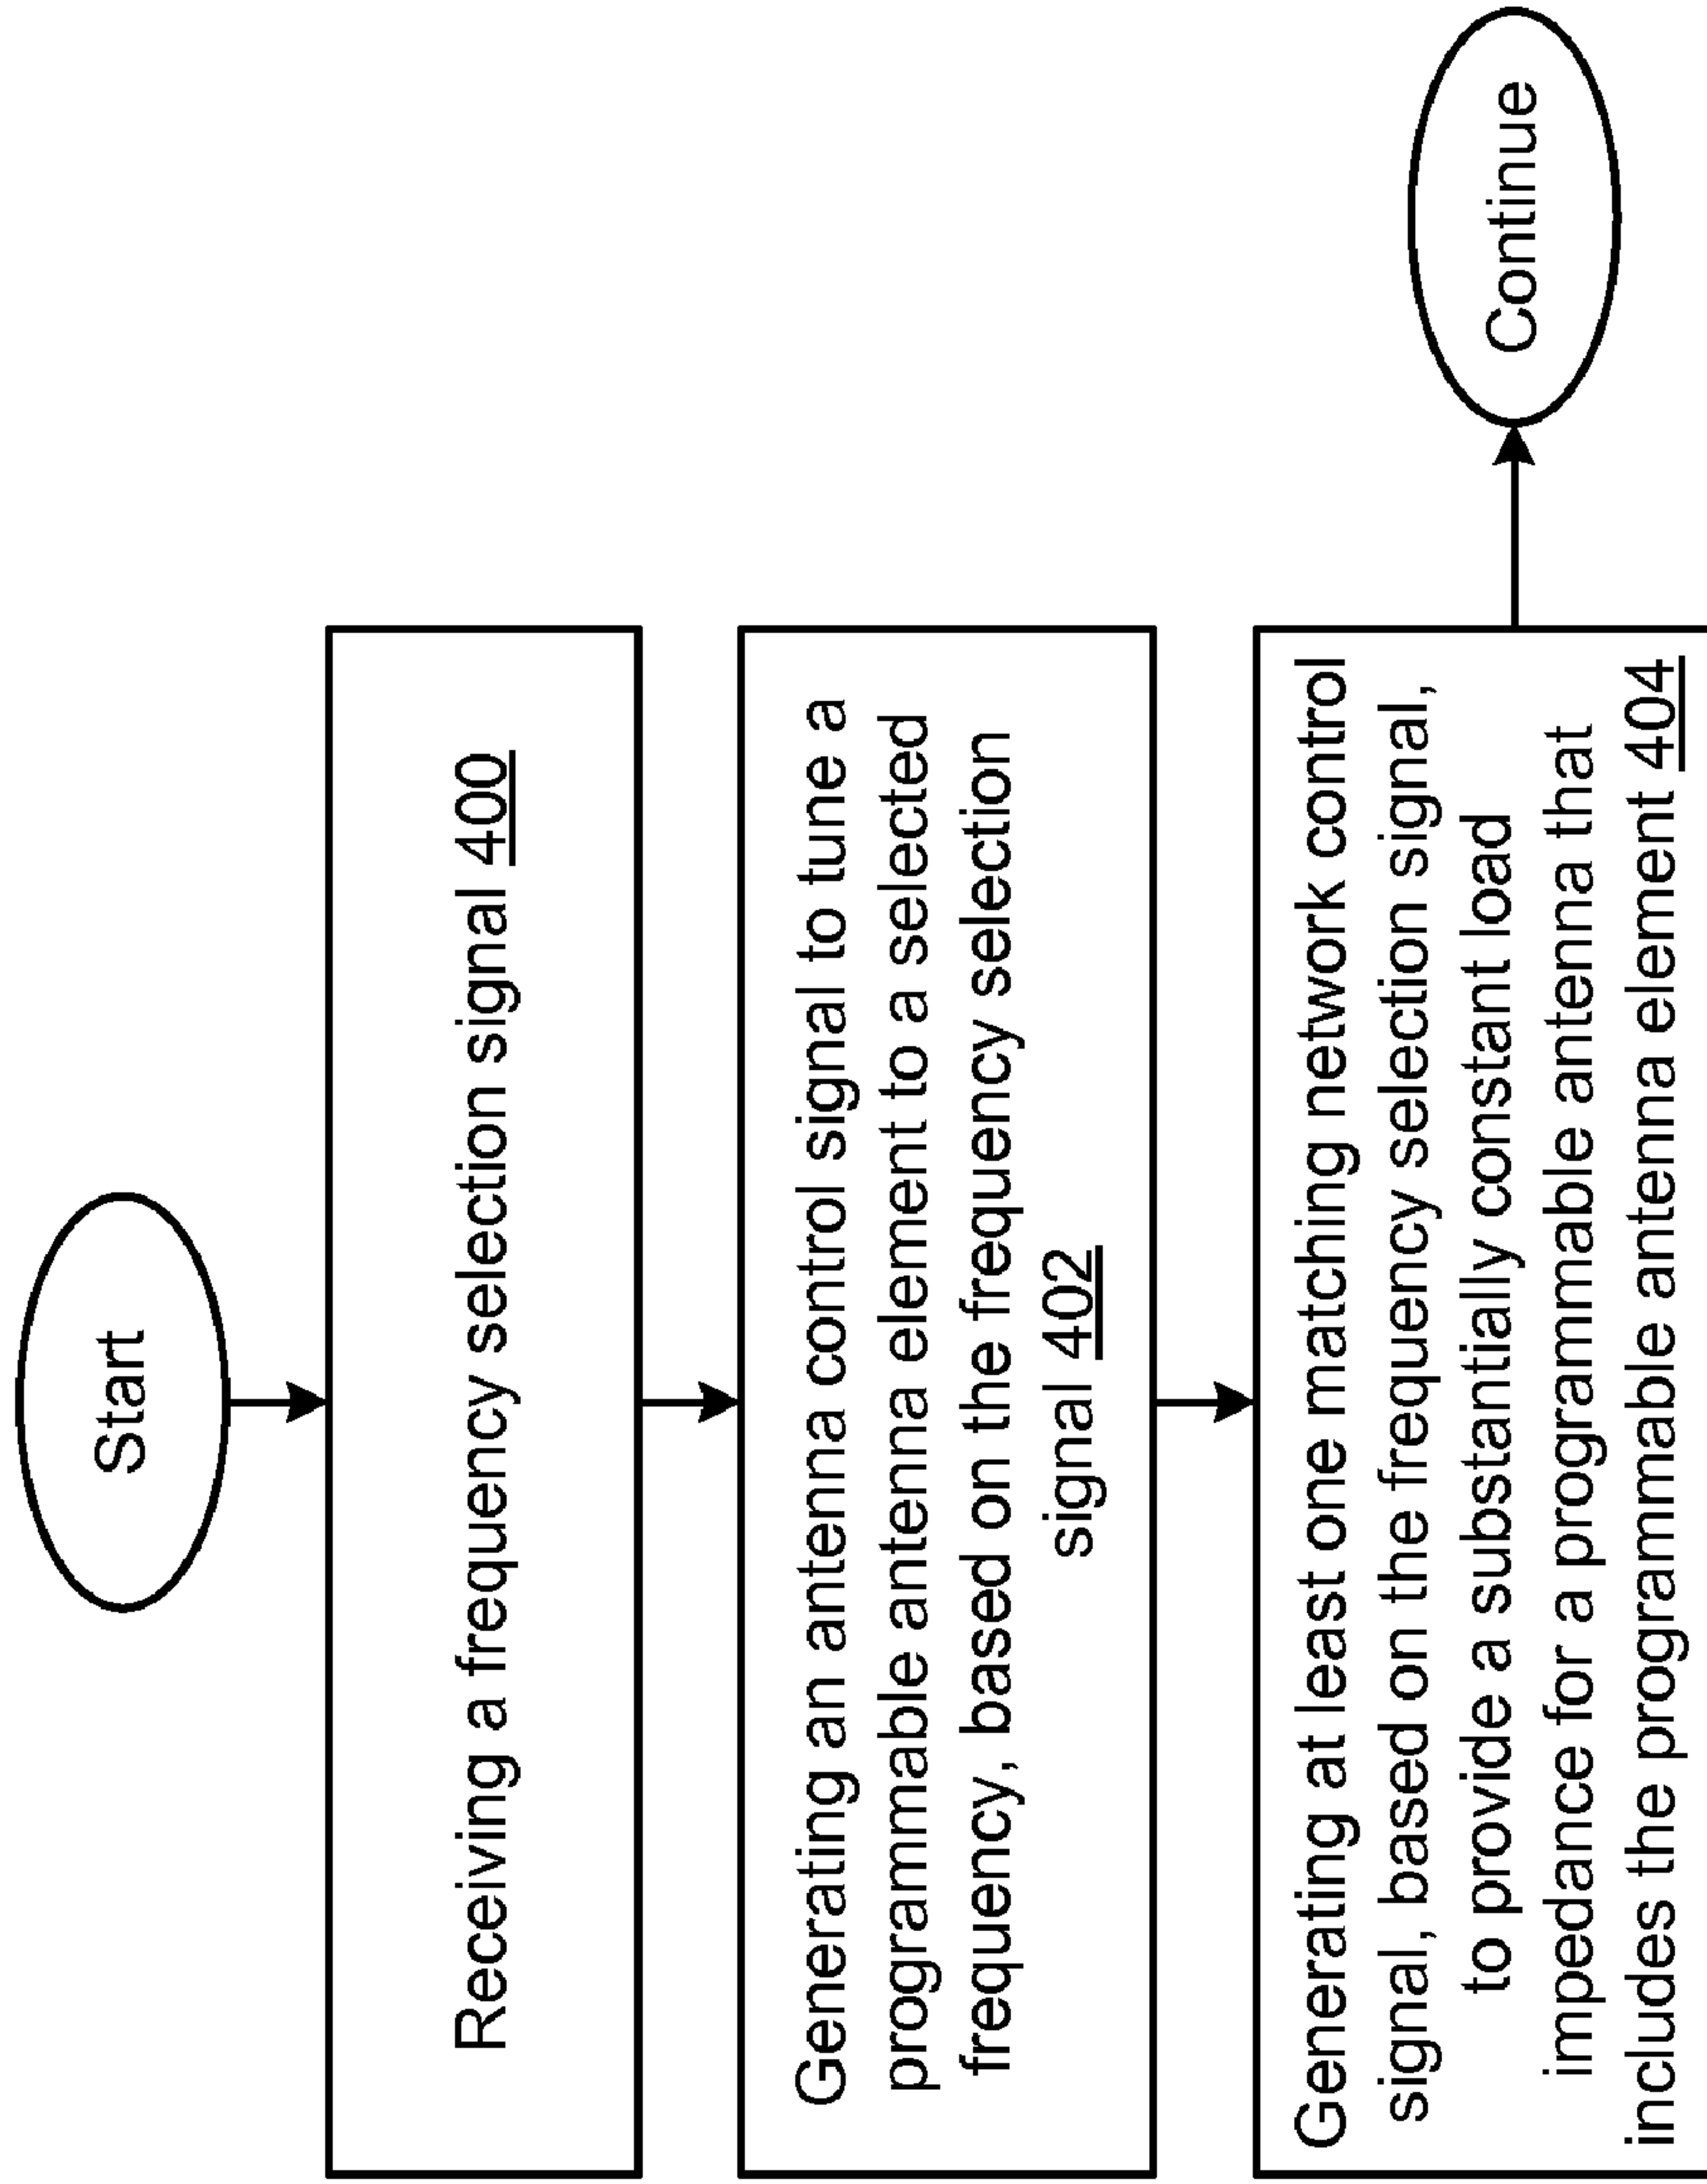 Start
Receiving a frequency selection signal 400
Generating an antenna control signal to tune a
programmable antenna element to a selected
frequency, based on the frequency selection
signal 402
Generating at least one matching network control
signal, based on the frequency selection signal,
to provide a substantially constant load
impedance for a programmable antenna that
includes the programmable antenna element 404
Continue